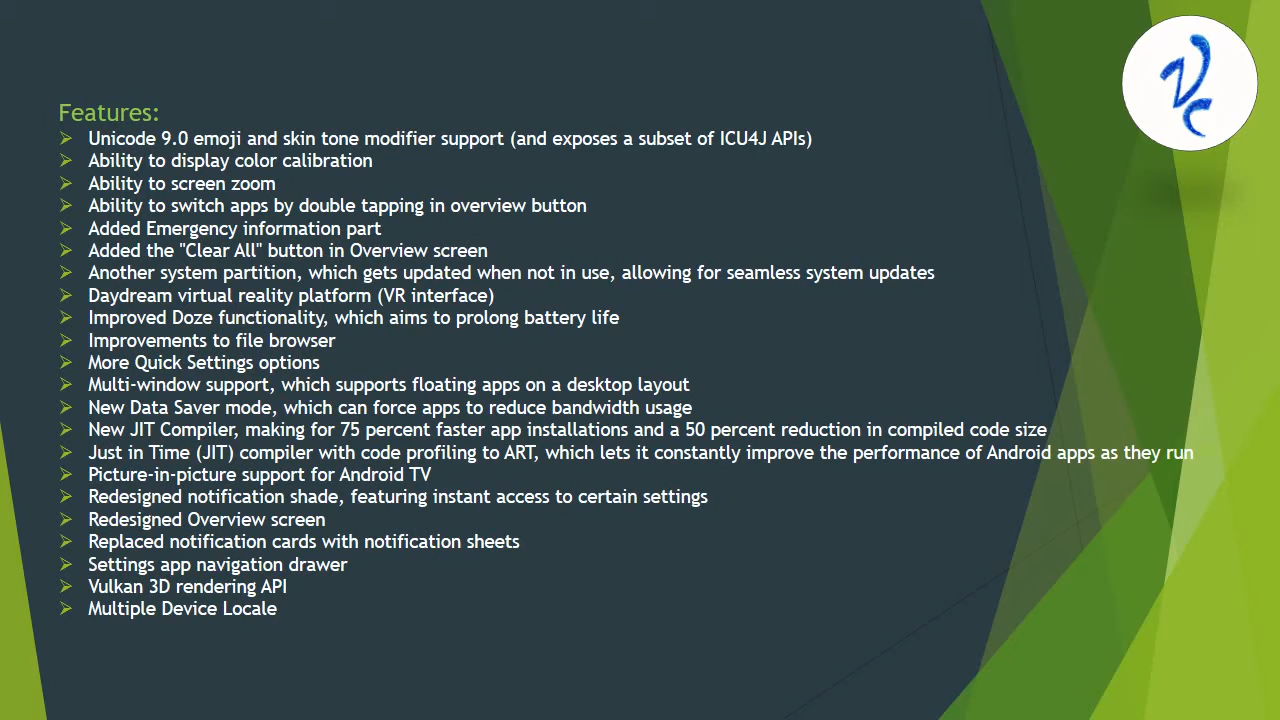 Features:
Unicode 9.0 emoji and skin tone modifier support (and exposes a subset of ICU4J APIs)
Ability to display color calibration
Ability to screen zoom
Ability to switch apps by double tapping in overview button
Added Emergency information part
Added the "Clear All" button in Overview screen
Another system partition, which gets updated when not in use, allowing for seamless system updates
Daydream virtual reality platform (VR interface)
Improved Doze functionality, which aims to prolong battery life
Improvements to file browser
More Quick Settings options
Multi-window support, which supports floating apps on a desktop layout
New Data Saver mode, which can force apps to reduce bandwidth usage
New JIT Compiler, making for 75 percent faster app installations and a 50 percent reduction in compiled code size
Just in Time (JIT) compiler with code profiling to ART, which lets it constantly improve the performance of Android apps as they run
Picture-in-picture support for Android TV
Redesigned notification shade, featuring instant access to certain settings
Redesigned Overview screen
Replaced notification cards with notification sheets
Settings app navigation drawer
Vulkan 3D rendering API
Multiple Device Locale